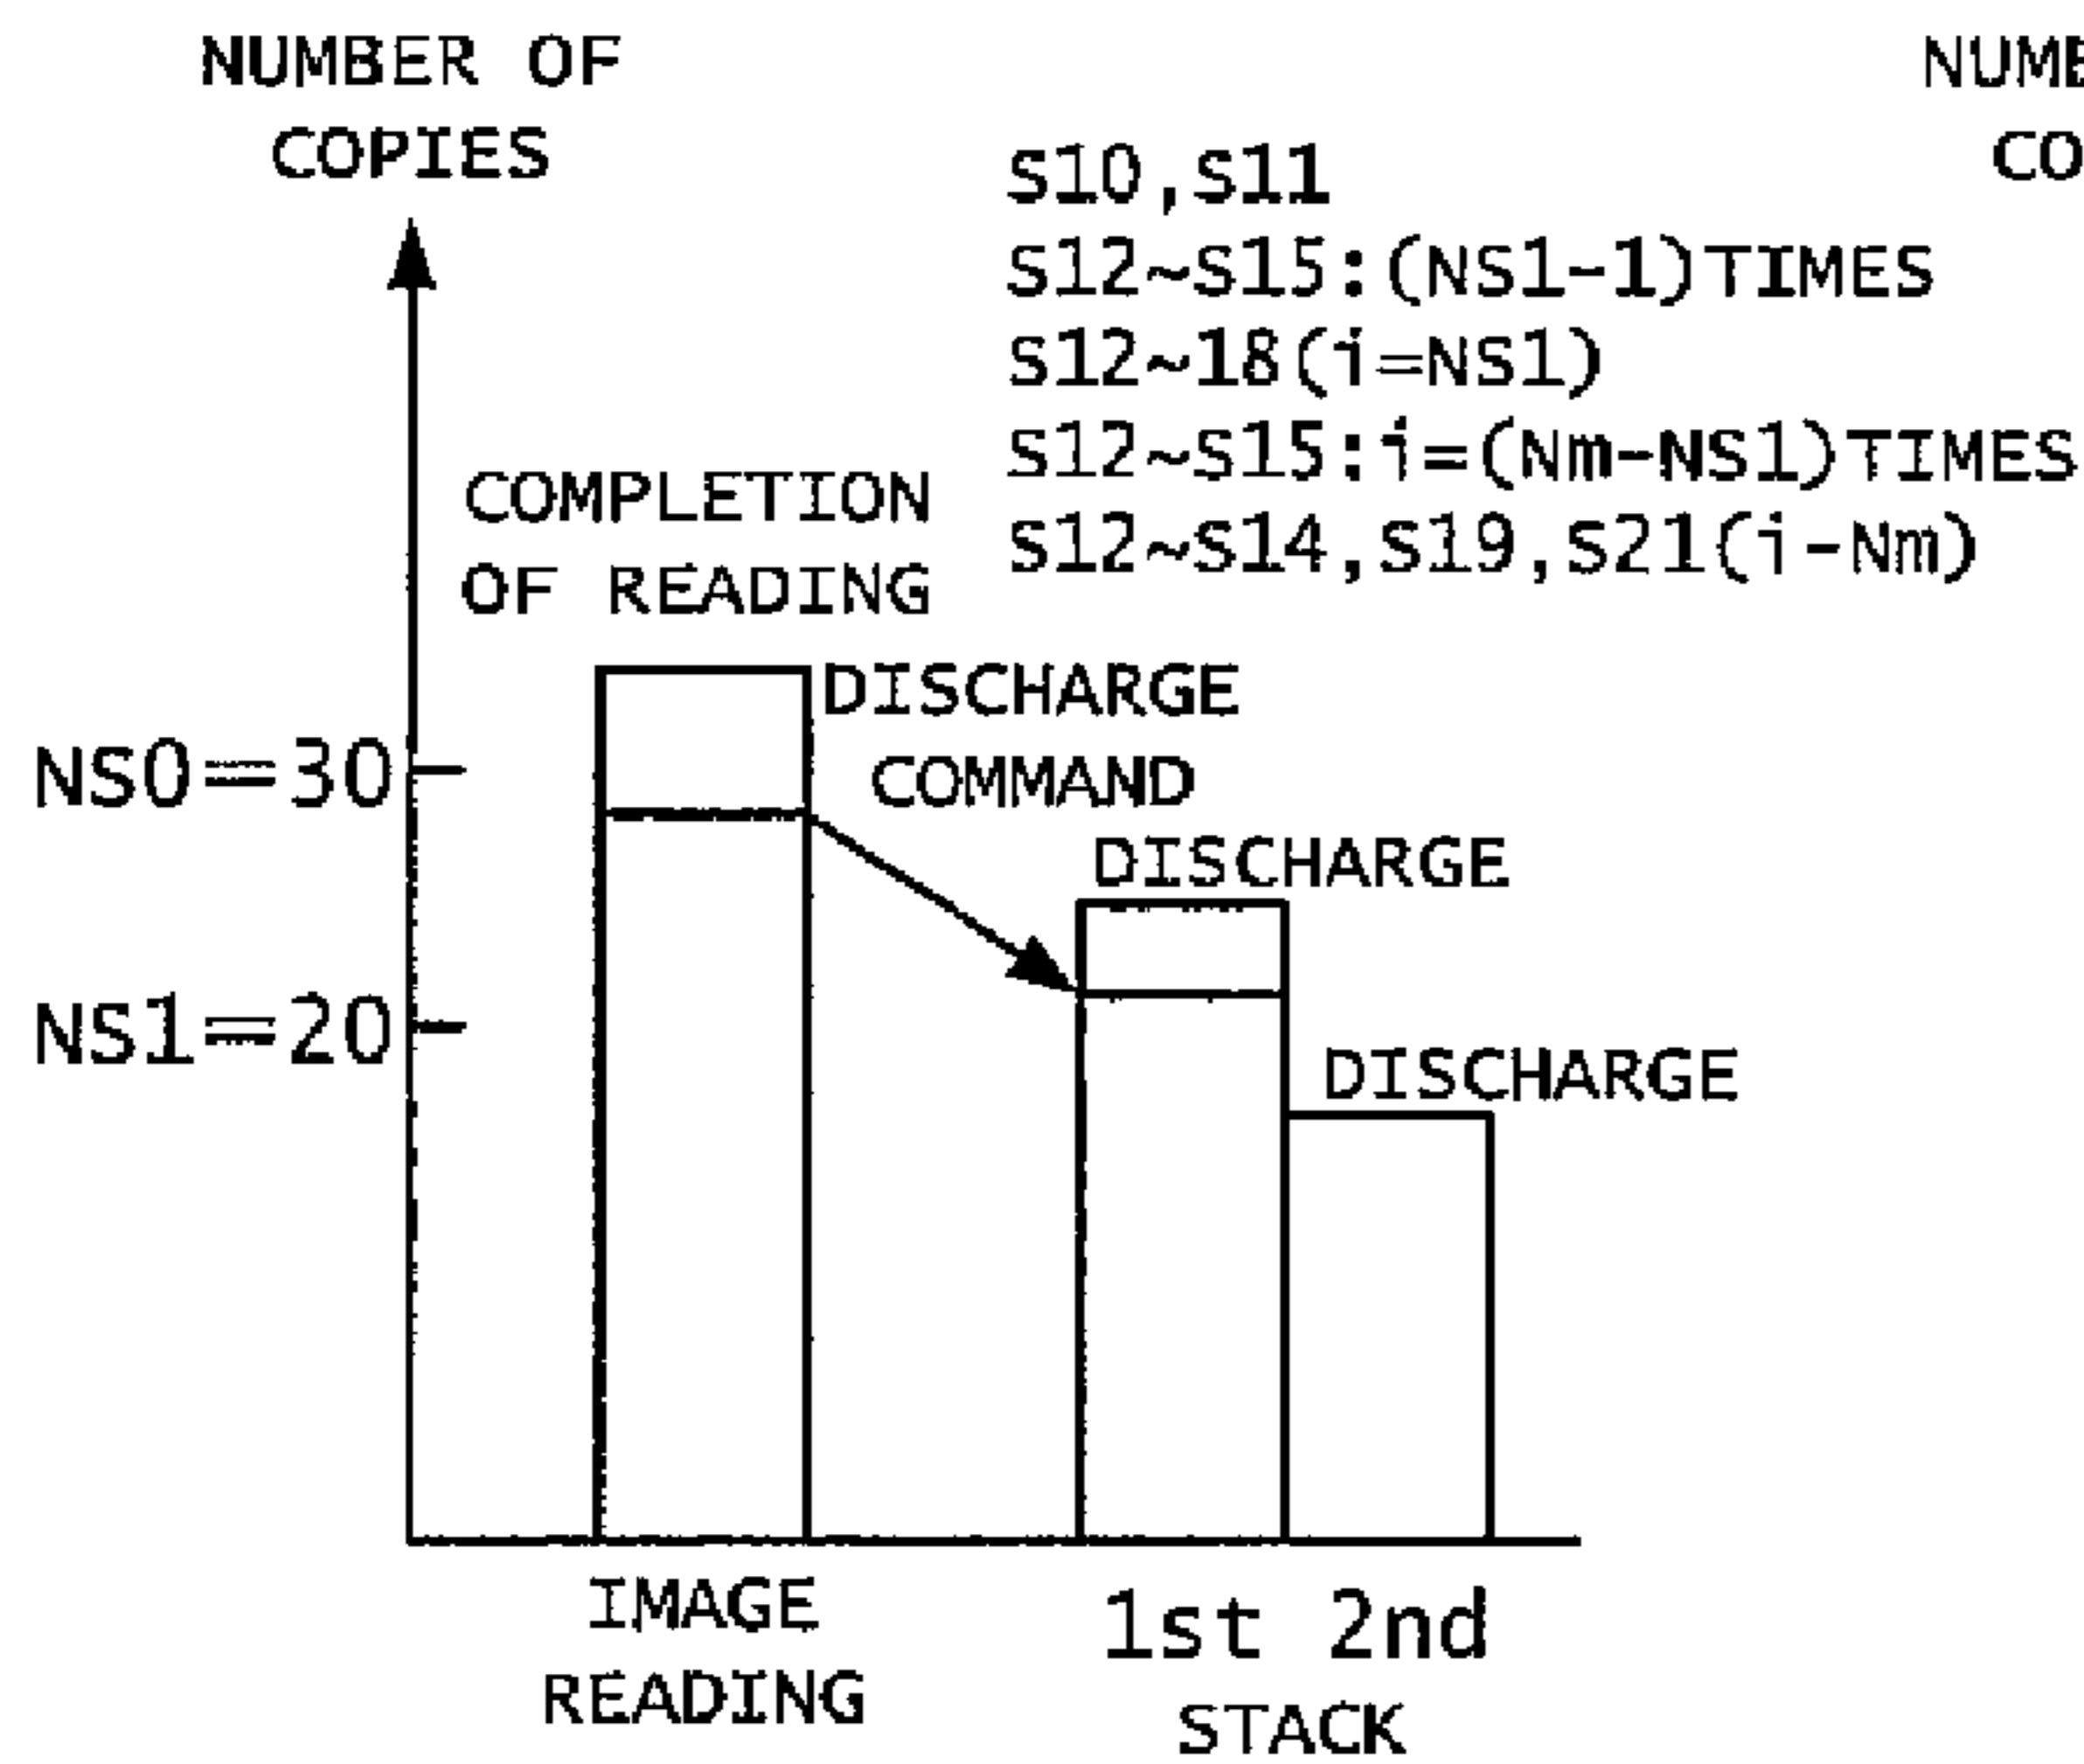 NUMBER OF
COPIES
S10,S11
S12~S15:(NS1-1)TIMES
S12~18(i=NS1)
S12~S15:i=(Nm-NS1)TIMES
S12~S14,S19,S21(i-Nm)
COMPLETION
OF READING
DISCHARGE
COMMAND
NS0=30
DISCHARGE
NS1=20
DISCHARGE
IMAGE
READING
1st 2nd
STACK